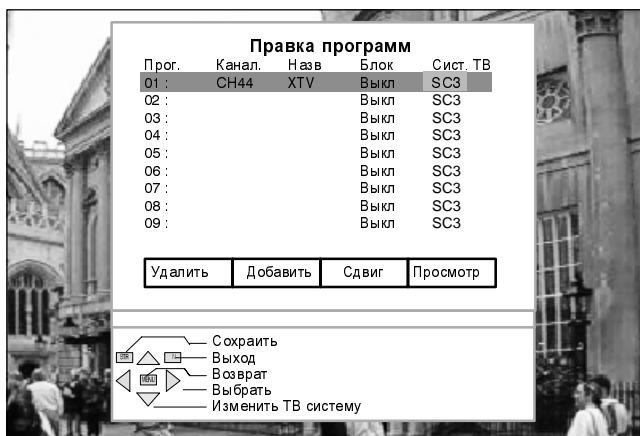 Правка программ
Прог. Канал. Назв Блок Сист. ТВ
01 : CH44 XTV Выкл SC3
02 : Выкл SC3
03 : Выкл SC3
04 : Выкл SC3
05 : Выкл SC3
06 : Выкл SC3
07 : Выкл SC3
08 : Выкл SC3
09 : Выкл SC3
Удалить Добавить Сдвиг Просмотр
Сохраить
Выход
Возврат
MENU
Выбрать
Изменить ТВ систему